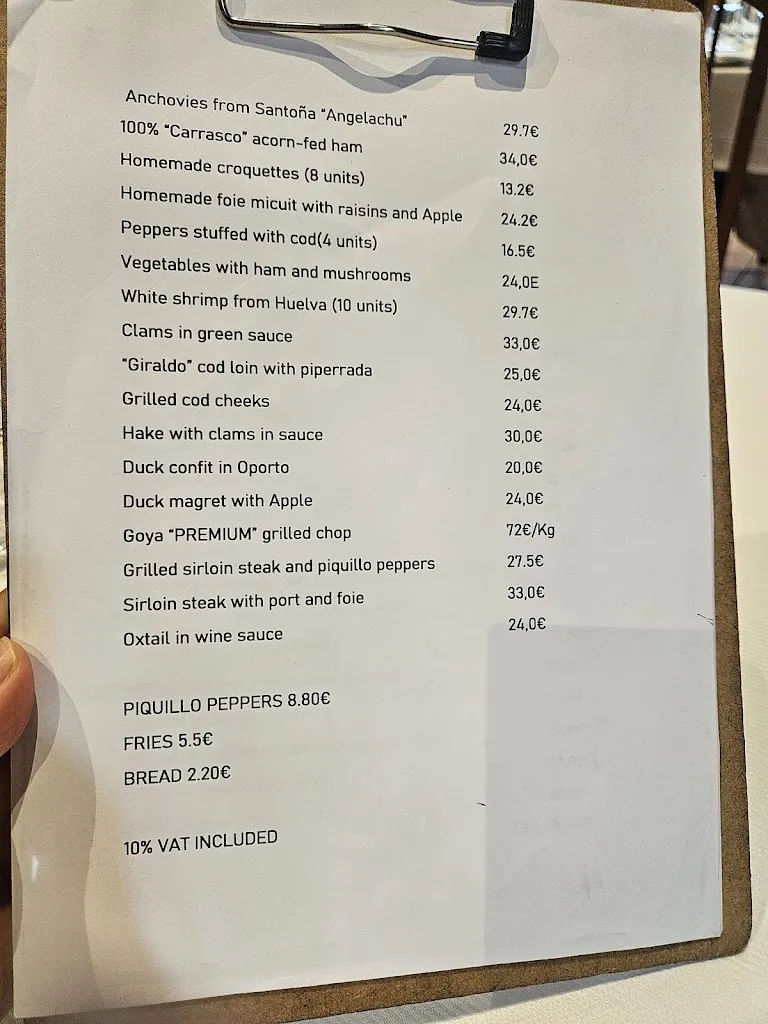 Anchovies from Santoña "Angelachu" 29.7€
100% "Carrasco" acorn-fed ham 34,0€
Homemade croquettes (8 units) 13.2€
Homemade foie micuit with raisins and Apple 24.2€
Peppers stuffed with cod(4 units) 16.5€
Vegetables with ham and mushrooms 24,0E
White shrimp from Huelva (10 units) 29.7€
Clams in green sauce 33,0€
"Giraldo" cod loin with piperrada 25,0€
Grilled cod cheeks 24,0€
Hake with clams in sauce 30,0€
Duck confit in Oporto 20,0€
Duck magret with Apple 24,0€
Goya "PREMIUM" grilled chop 72€/Kg
Grilled sirloin steak and piquillo peppers 27.5€
Sirloin steak with port and foie 33,0€
Oxtail in wine sauce 24,0€
PIQUILLO PEPPERS 8.80€
FRIES 5.5€
BREAD 2.20€
10% VAT INCLUDED